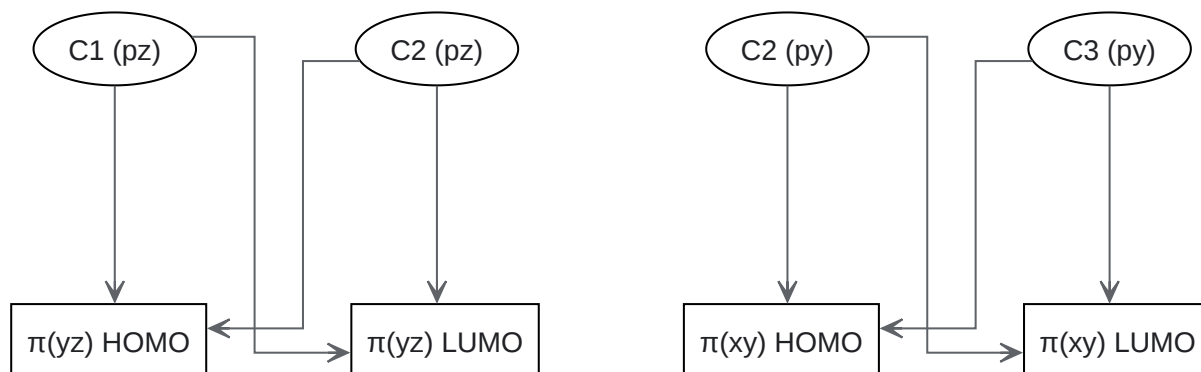 C1 (pz)
C2 (pz)
C2 (py)
C3 (py)
π(yz) HOMO
π(yz) LUMO
π(xy) HOMO
π(xy) LUMO